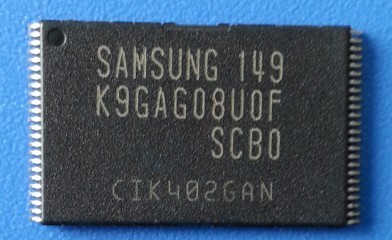 SAMSUNG 149
K9GAG08U0F
SCB0
CIK402GAN